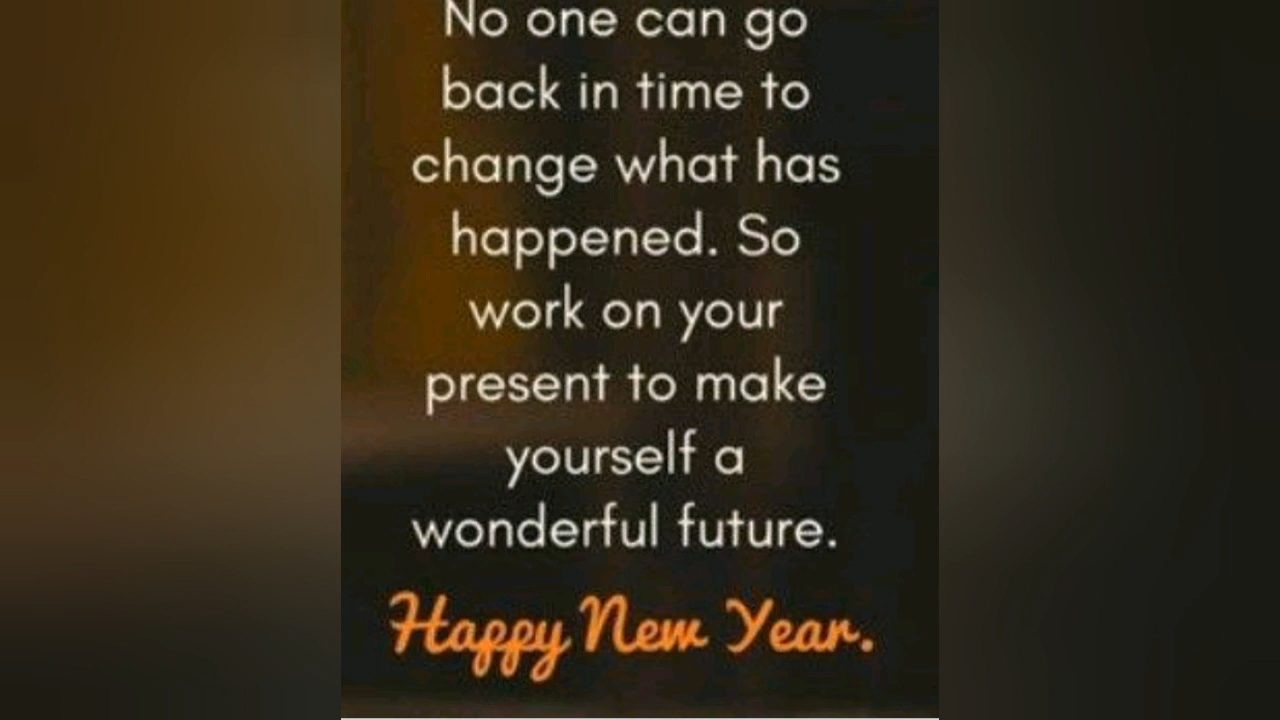 No one can go
back in time to
change what has
happened. So
work on your
present to make
yourself a
wonderful future.
Happy New Year.